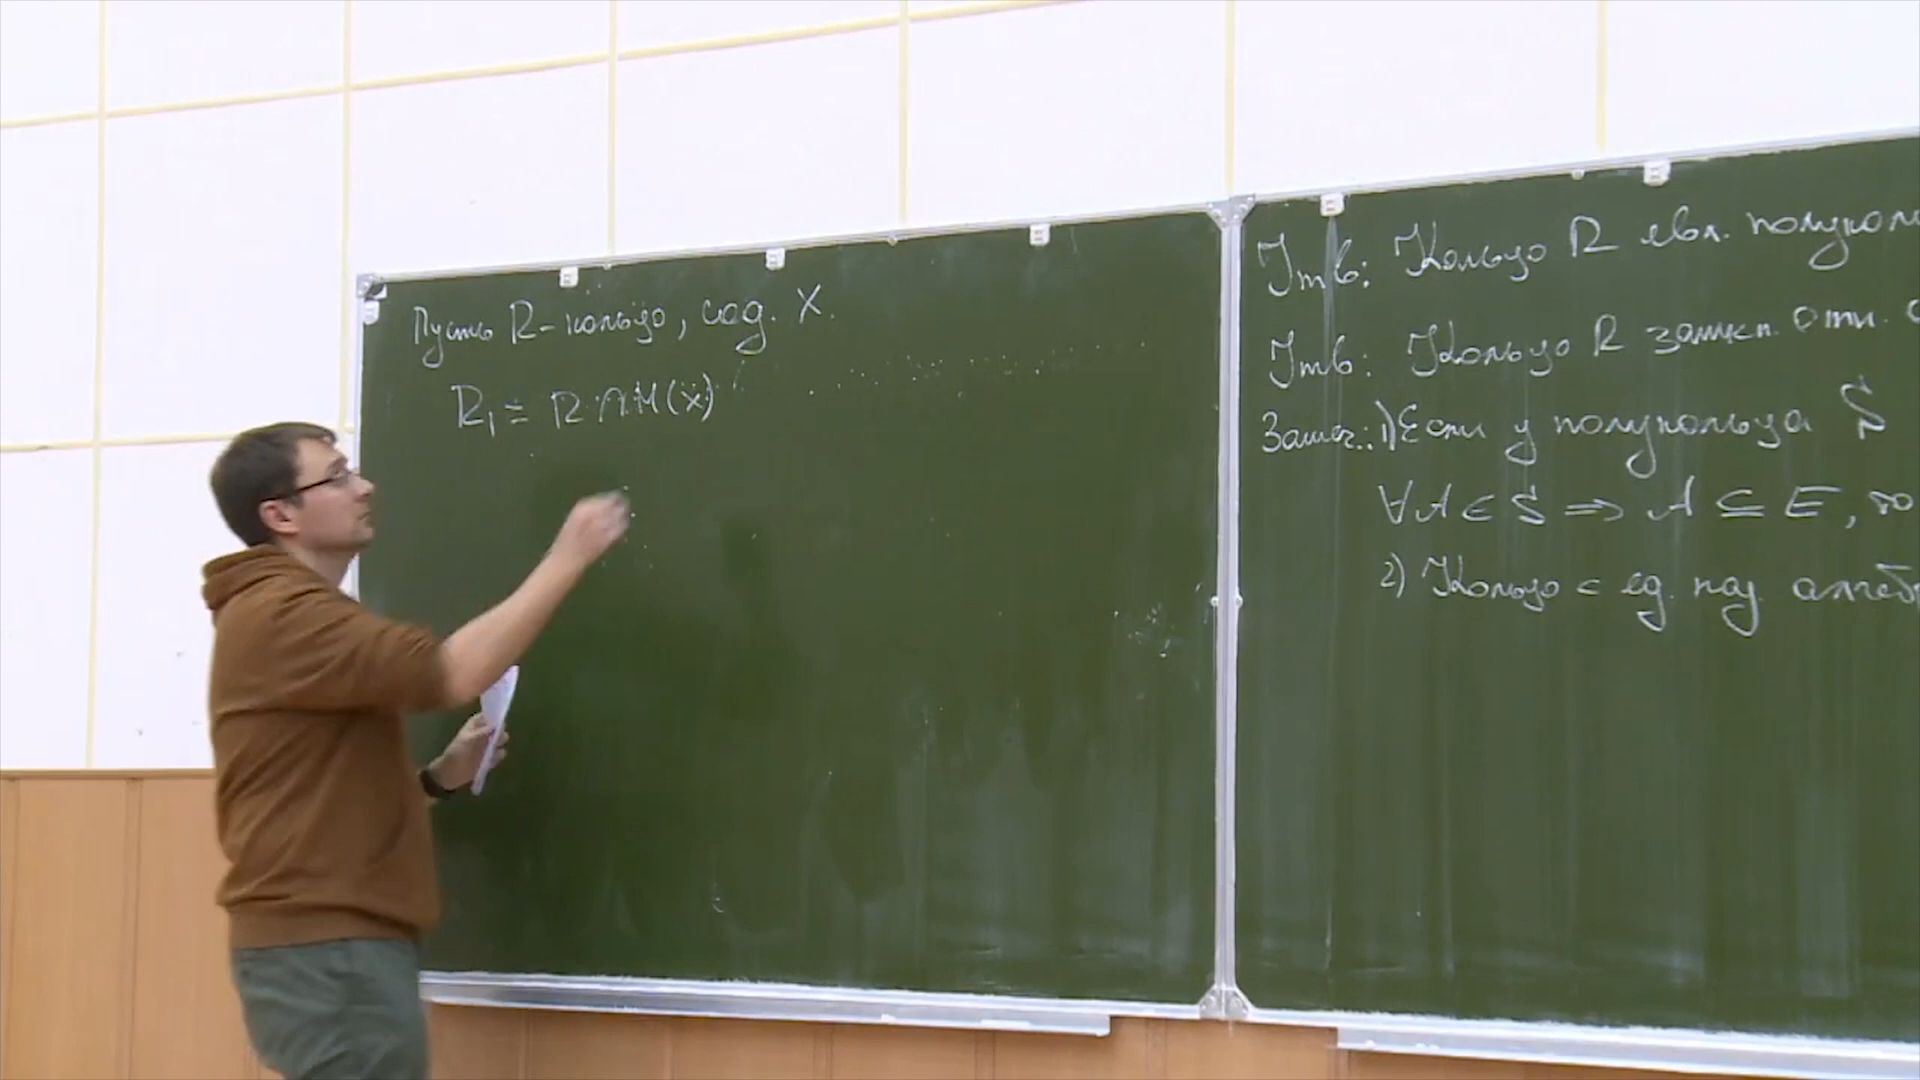 Пусть R - кольцо, сод. X.
R₁ = R ∩ M(X)
Утв: Кольцо R явл. полукол
Утв: Кольцо R замкн. отн.
Замеч.: 1) Если у полукольца S
∀A ∈ S ⇒ A ⊆ E, то
2) Кольцо с ед. наз. алгеб